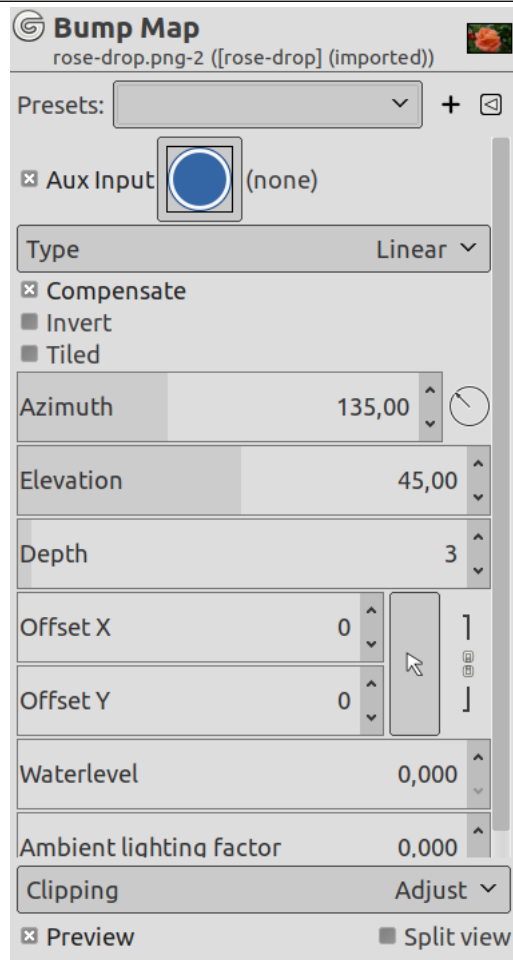 Bump Map
rose-drop.png-2 ([rose-drop] (imported))
Presets:
Aux Input (none)
Type Linear
Compensate
Invert
Tiled
Azimuth 135,00
Elevation 45,00
Depth 3
Offset X 0
Offset Y 0
Waterlevel 0,000
Ambient lighting factor 0,000
Clipping Adjust
Preview Split view